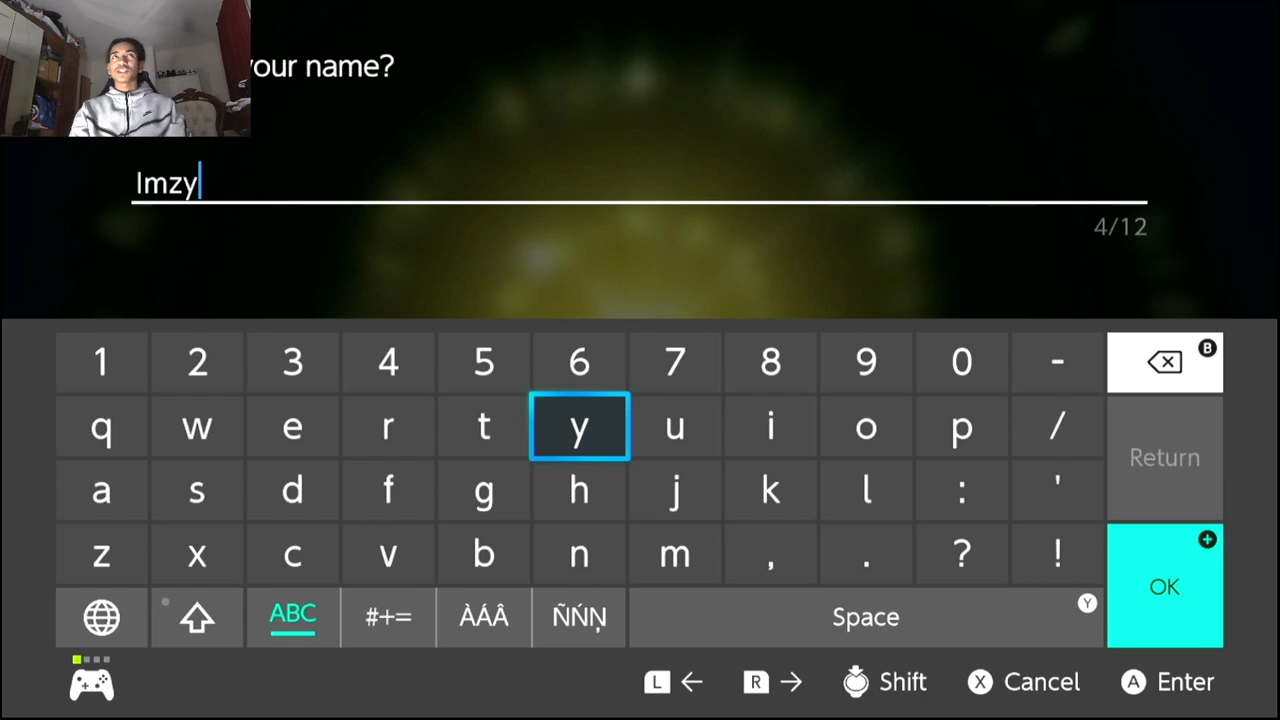 your name?
Imzy
4/12
1 2 3 4 5 6 7 8 9 0 - B
q w e r t y u i o p / Return
a s d f g h j k l : '
z x c v b n m , . ? ! + OK
ABC #+= ÀÁÂ ÑŃŅ Space Y
L ← R → Shift X Cancel A Enter